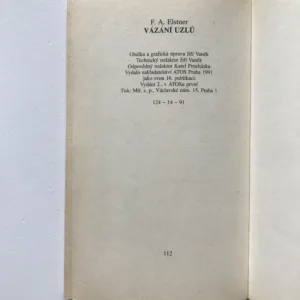 F. A. Elstner
VÁZÁNÍ UZLŮ
Obálka a grafická úprava Jiří Vaněk
Technický redaktor Jiří Vaněk
Odpovědný redaktor Karel Procházka
Vydalo nakladatelství ATOS Praha 1991
jako svou 10. publikaci
Vydání 2., v ATOSu první
Tisk: Mír, s. p., Václavské nám. 15, Praha 1
124 – 14 – 91
112